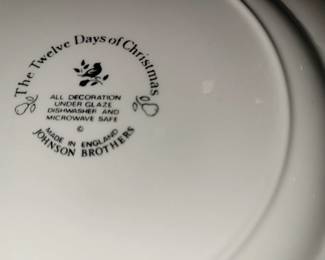 The Twelve Days of Christmas
ALL DECORATION
UNDER GLAZE
DISHWASHER AND
MICROWAVE SAFE
©
MADE IN ENGLAND
JOHNSON BROTHERS